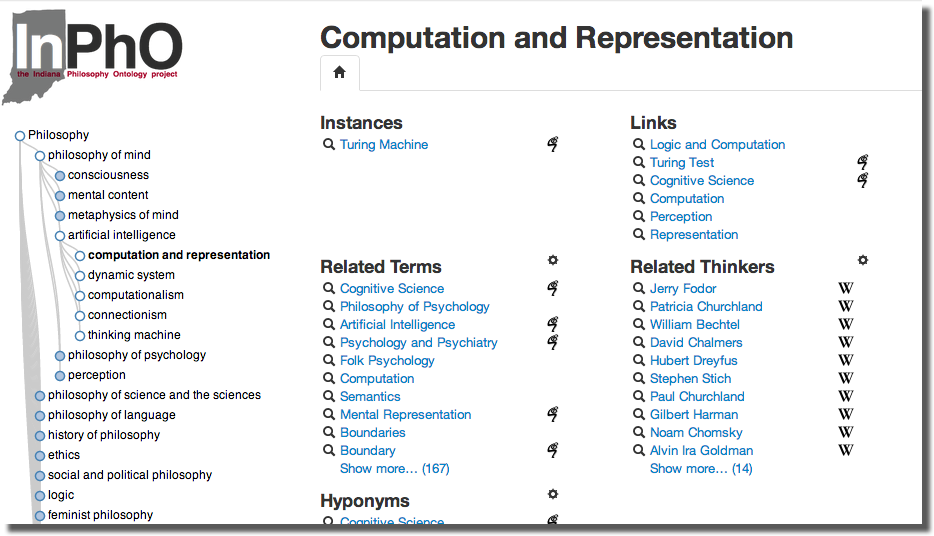 InPhO
the Indiana Philosophy Ontology project
Philosophy
philosophy of mind
consciousness
mental content
metaphysics of mind
artificial intelligence
computation and representation
dynamic system
computationalism
connectionism
thinking machine
philosophy of psychology
perception
philosophy of science and the sciences
philosophy of language
history of philosophy
ethics
social and political philosophy
logic
feminist philosophy
Computation and Representation
Instances
Turing Machine
Links
Logic and Computation
Turing Test
Cognitive Science
Computation
Perception
Representation
Related Terms
Cognitive Science
Philosophy of Psychology
Artificial Intelligence
Psychology and Psychiatry
Folk Psychology
Computation
Semantics
Mental Representation
Boundaries
Boundary
Show more... (167)
Related Thinkers
Jerry Fodor W
Patricia Churchland W
William Bechtel W
David Chalmers W
Hubert Dreyfus W
Stephen Stich W
Paul Churchland W
Gilbert Harman W
Noam Chomsky W
Alvin Ira Goldman W
Show more... (14)
Hyponyms
Cognitive Science